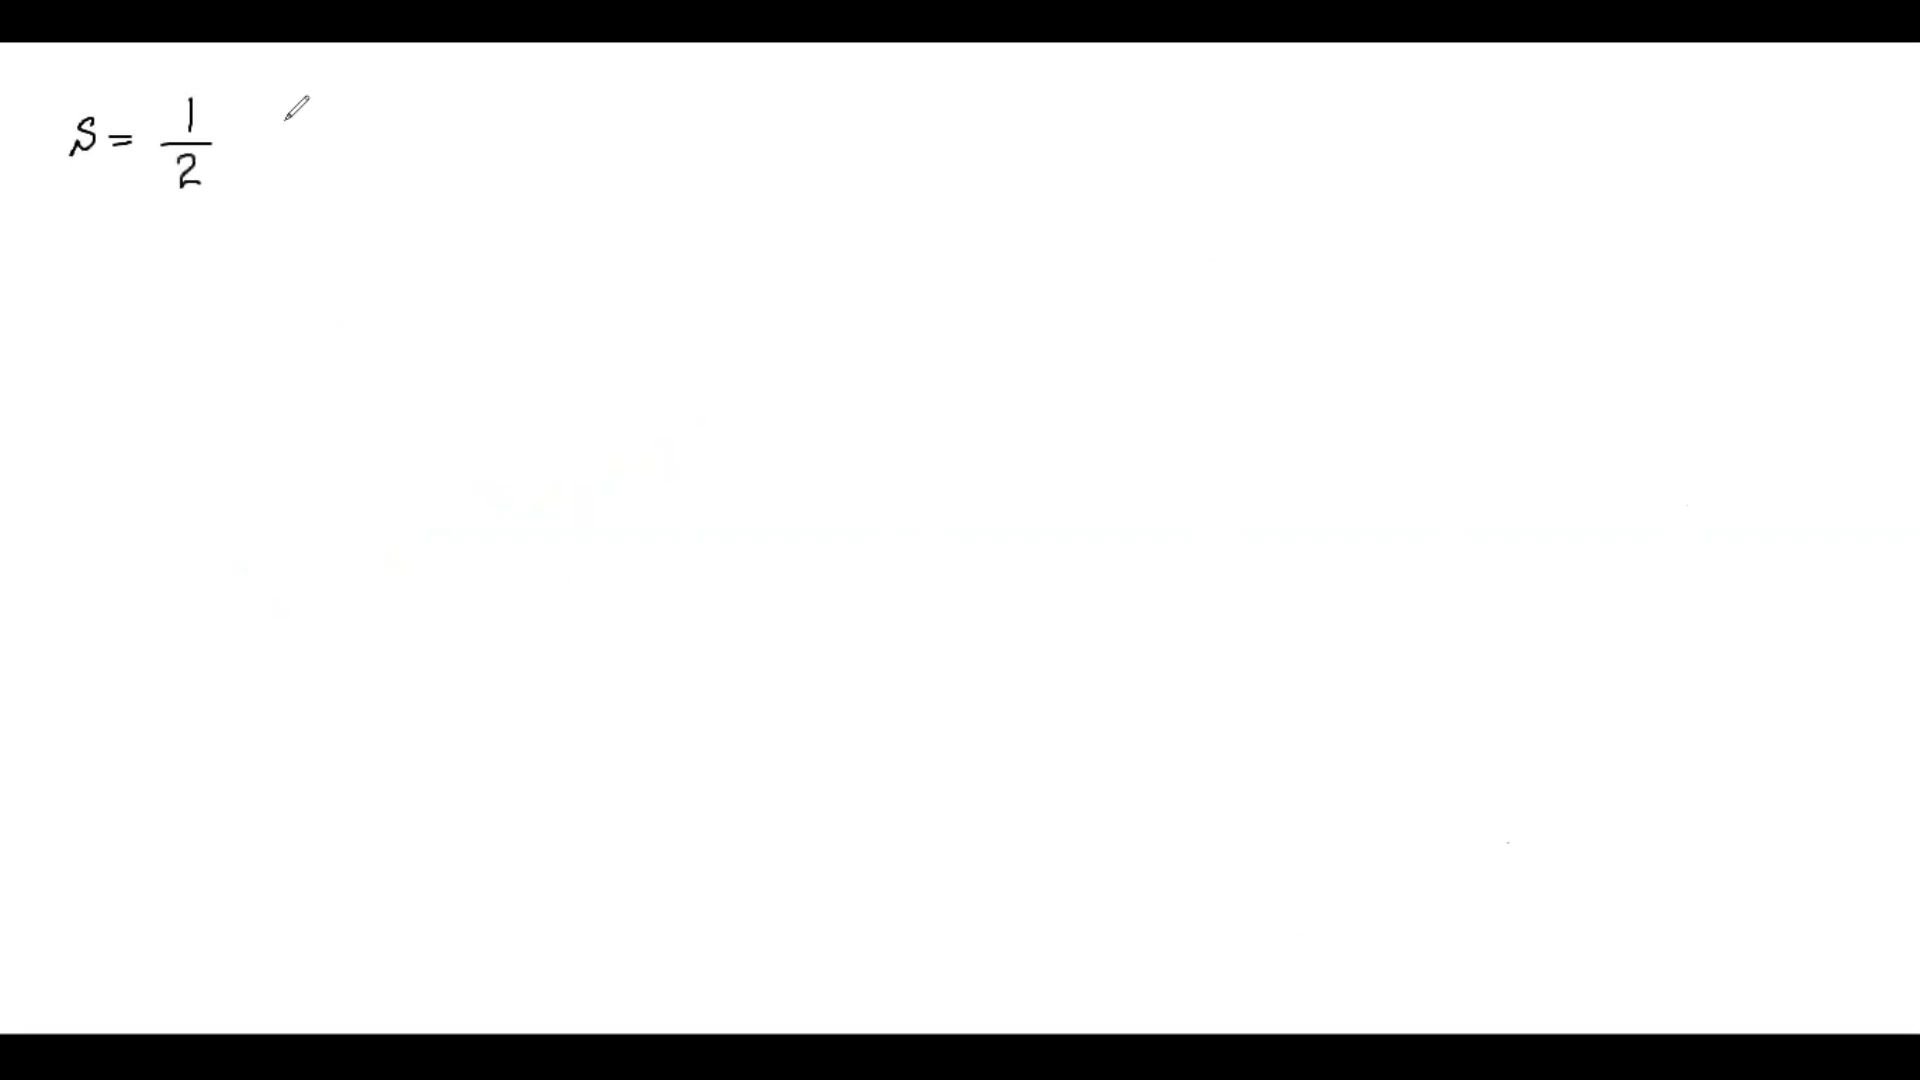 S = 1/2